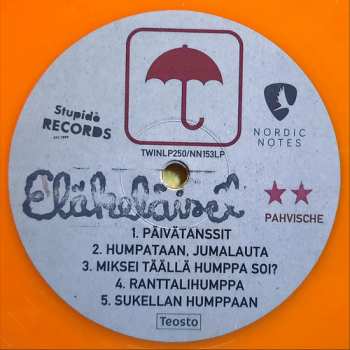 Stupido
RECORDS
NORDIC
NOTES
TWINLP250/NN153LP
Eläkeläiset
PAHVISCHE
1. PÄIVÄTANSSIT
2. HUMPATAAN, JUMALAUTA
3. MIKSEI TÄÄLLÄ HUMPPA SOI?
4. RANTTALIHUMPPA
5. SUKELLAN HUMPPAAN
Teosto